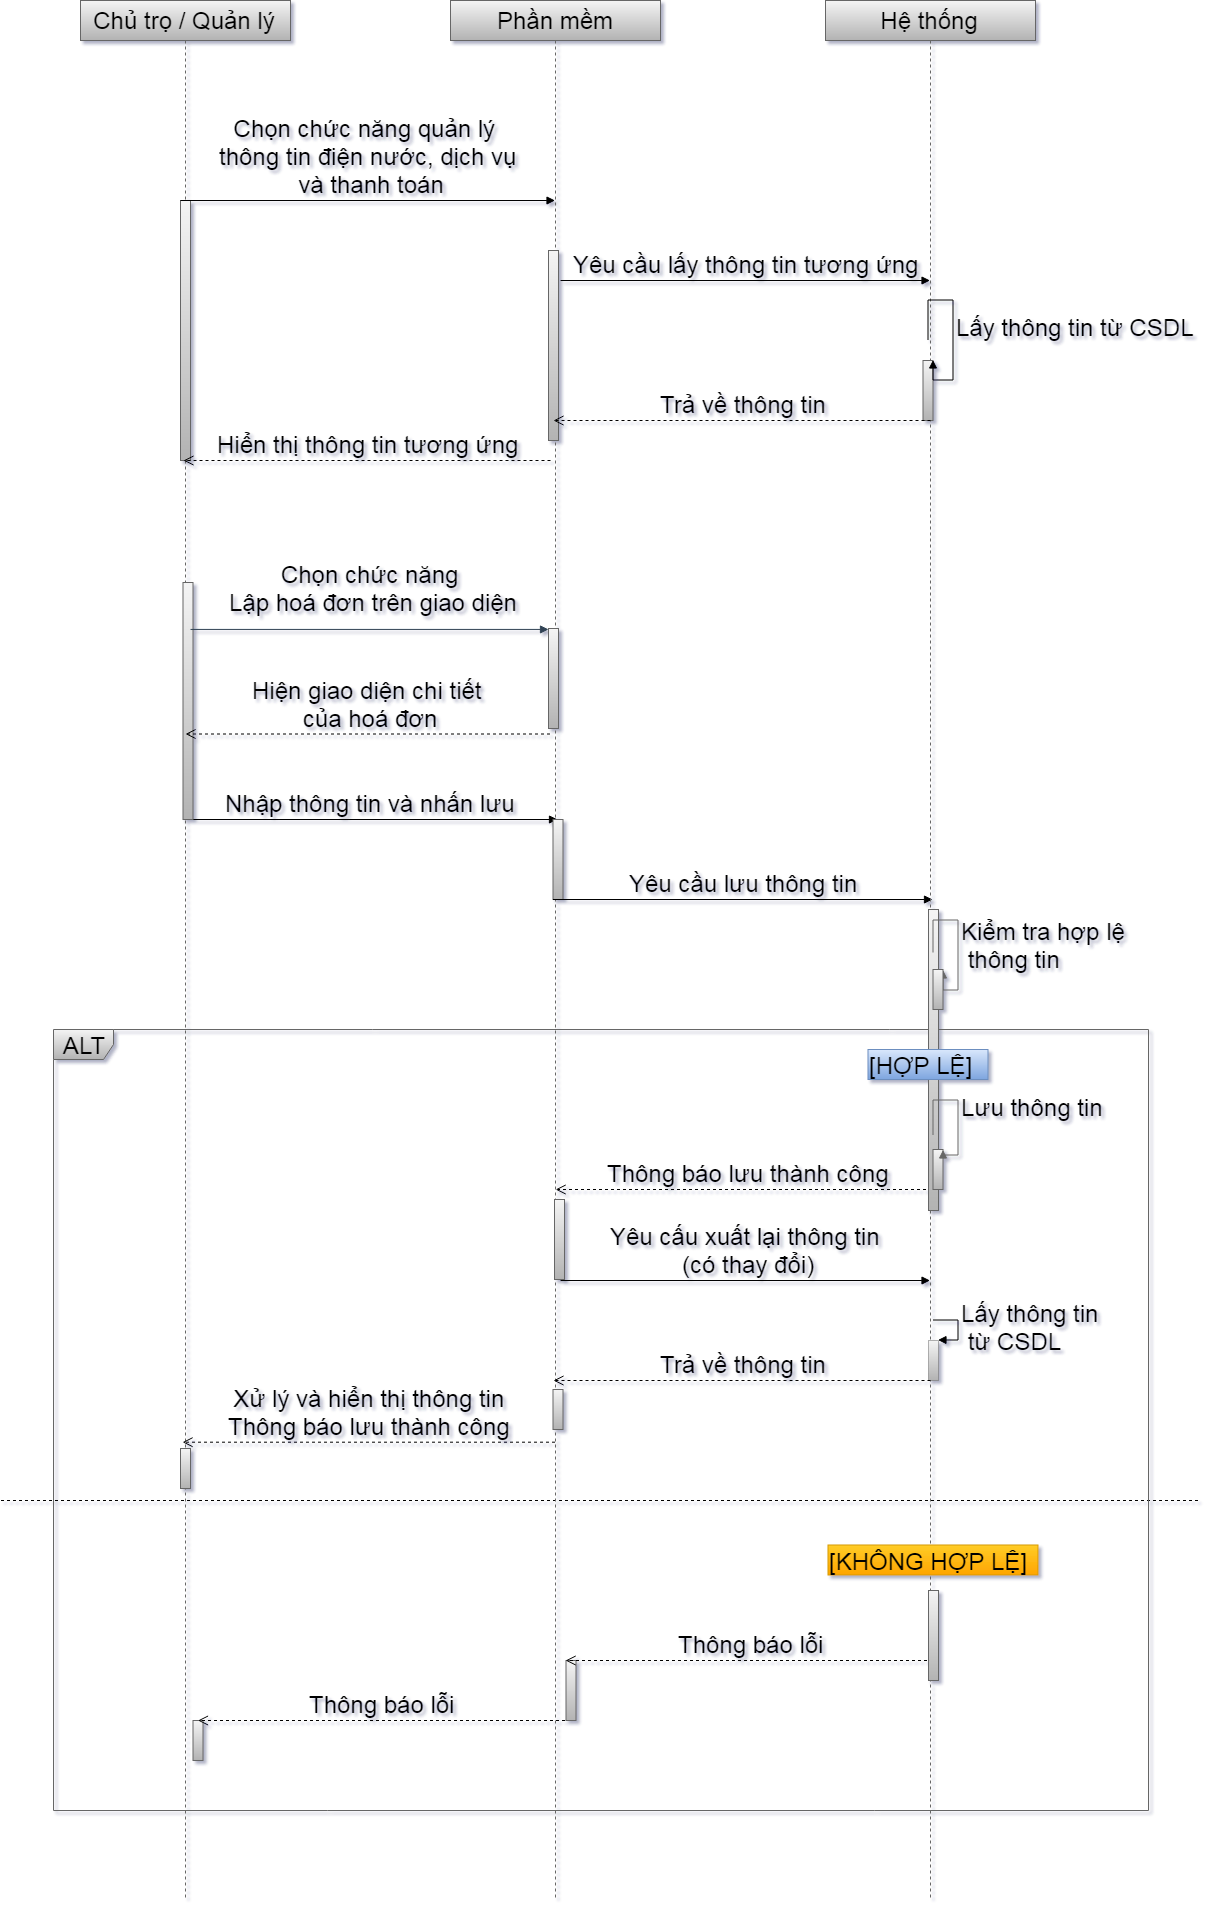 Chủ trọ / Quản lý
Phần mềm
Hệ thống
Chọn chức năng quản lý
thông tin điện nước, dịch vụ
và thanh toán
Yêu cầu lấy thông tin tương ứng
Lấy thông tin từ CSDL
Trả về thông tin
Hiển thị thông tin tương ứng
Chọn chức năng
Lập hoá đơn trên giao diện
Hiện giao diện chi tiết
của hoá đơn
Nhập thông tin và nhấn lưu
Yêu cầu lưu thông tin
Kiểm tra hợp lệ
thông tin
ALT
[HỢP LỆ]
Lưu thông tin
Thông báo lưu thành công
Yêu cấu xuất lại thông tin
(có thay đổi)
Lấy thông tin
từ CSDL
Trả về thông tin
Xử lý và hiển thị thông tin
Thông báo lưu thành công
[KHÔNG HỢP LỆ]
Thông báo lỗi
Thông báo lỗi